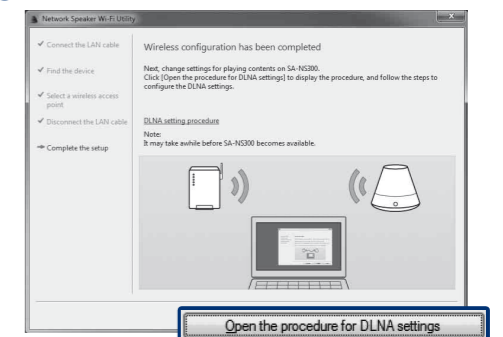 Network Speaker Wi-Fi Utility
Connect the LAN cable
Find the device
Select a wireless access
point
Disconnect the LAN cable
Complete the setup
Wireless configuration has been completed
Next, change settings for playing contents on SA-NS300.
Click [Open the procedure for DLNA settings] to display the procedure, and follow the steps to
configure the DLNA settings.
DLNA setting procedure
Note:
It may take awhile before SA-NS300 becomes available.
Open the procedure for DLNA settings